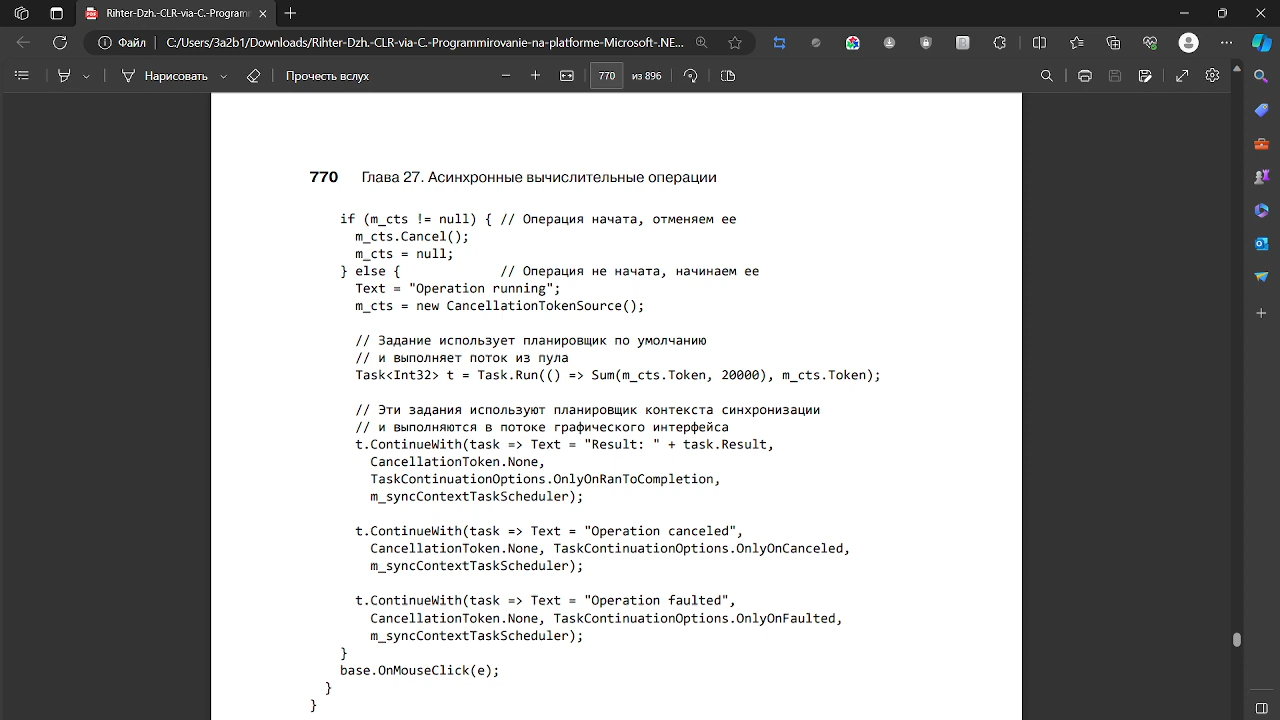 Rihter-Dzh.-CLR-via-C.-Programmi
Файл
C:/Users/3a2b1/Downloads/Rihter-Dzh.-CLR-via-C.-Programmirovanie-na-platforme-Microsoft-.NE...
Нарисовать
Прочесть вслух
770 из 896
770 Глава 27. Асинхронные вычислительные операции
if (m_cts != null) { // Операция начата, отменяем ее
m_cts.Cancel();
m_cts = null;
} else { // Операция не начата, начинаем ее
Text = "Operation running";
m_cts = new CancellationTokenSource();
// Задание использует планировщик по умолчанию
// и выполняет поток из пула
Task<Int32> t = Task.Run(() => Sum(m_cts.Token, 20000), m_cts.Token);
// Эти задания используют планировщик контекста синхронизации
// и выполняются в потоке графического интерфейса
t.ContinueWith(task => Text = "Result: " + task.Result,
CancellationToken.None,
TaskContinuationOptions.OnlyOnRanToCompletion,
m_syncContextTaskScheduler);
t.ContinueWith(task => Text = "Operation canceled",
CancellationToken.None, TaskContinuationOptions.OnlyOnCanceled,
m_syncContextTaskScheduler);
t.ContinueWith(task => Text = "Operation faulted",
CancellationToken.None, TaskContinuationOptions.OnlyOnFaulted,
m_syncContextTaskScheduler);
}
base.OnMouseClick(e);
}
}